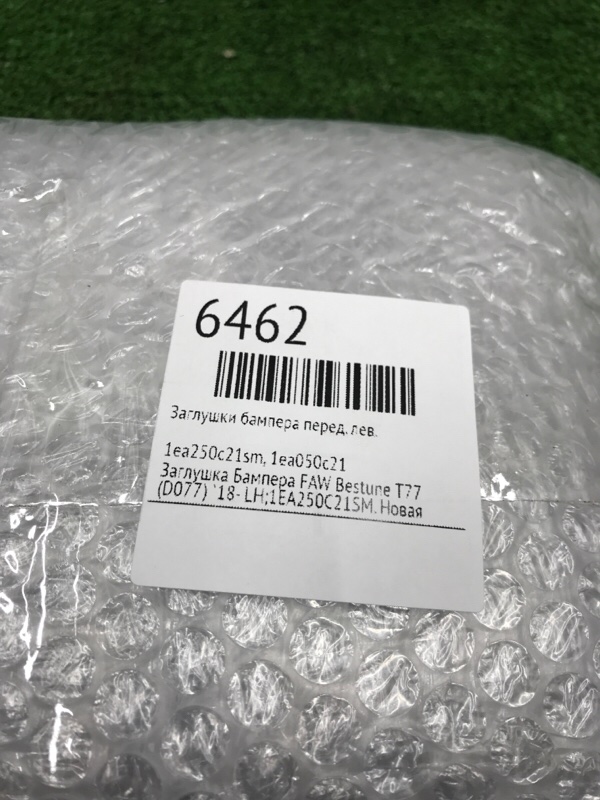 6462
Заглушки бампера перед. лев.
1ea250c21sm, 1ea050c21
Заглушка Бампера FAW Bestune T77
(D077) `18- LH;1EA250C21SM. Новая